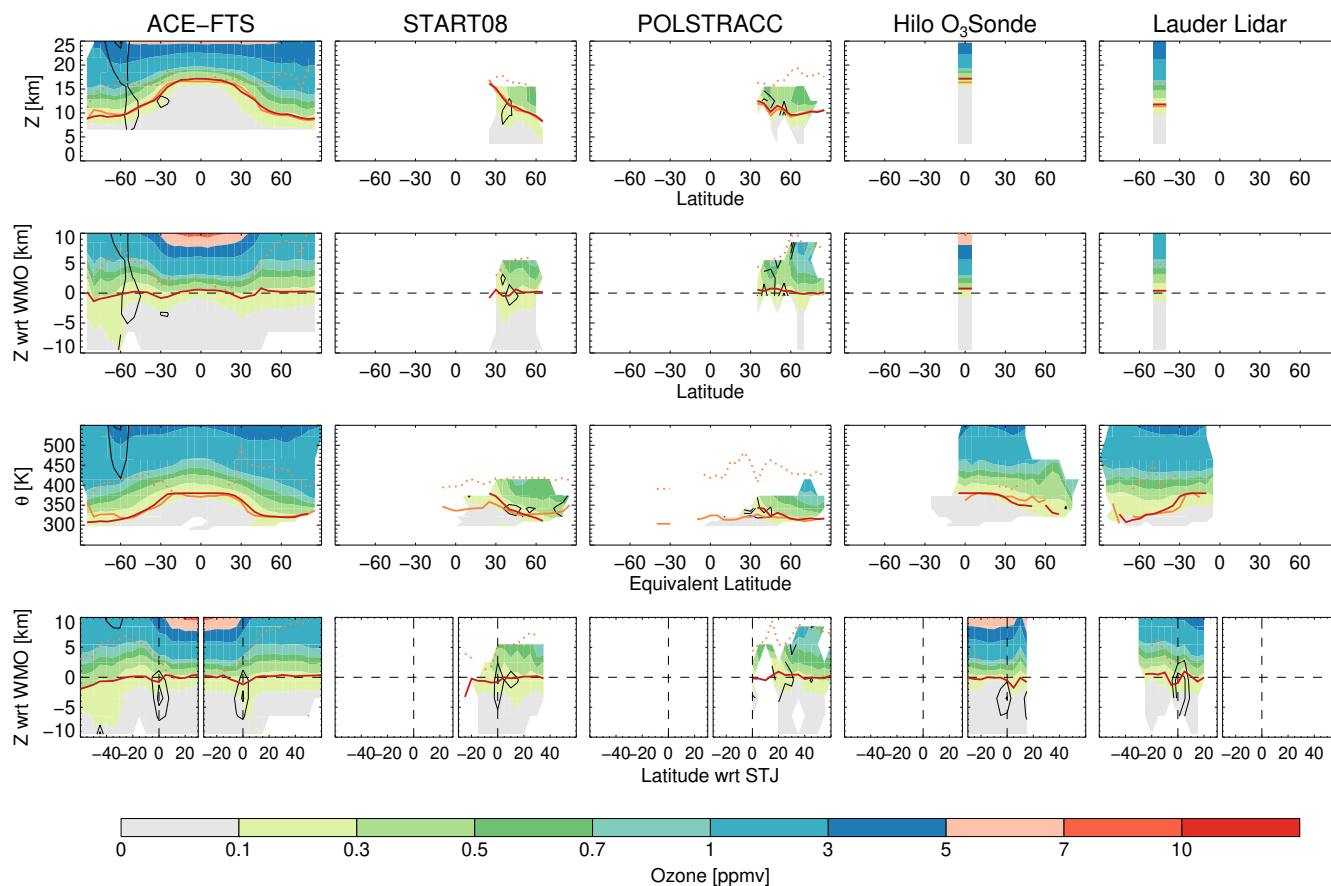 ACE−FTS START08 POLSTRACC Hilo O₃Sonde Lauder Lidar
Z [km]
25
20
15
10
5
0
−60 −30 0 30 60 −60 −30 0 30 60 −60 −30 0 30 60 −60 −30 0 30 60 −60 −30 0 30 60
Latitude
Z wrt WMO [km]
10
5
0
−5
−10
−60 −30 0 30 60 −60 −30 0 30 60 −60 −30 0 30 60 −60 −30 0 30 60 −60 −30 0 30 60
Latitude
θ [K]
500
450
400
350
300
−60 −30 0 30 60 −60 −30 0 30 60 −60 −30 0 30 60 −60 −30 0 30 60 −60 −30 0 30 60
Equivalent Latitude
Z wrt WMO [km]
10
5
0
−5
−10
−40 −20 0 20 −20 0 20 40 −40 −20 0 20 −20 0 20 40 −40 −20 0 20 −20 0 20 40 −40 −20 0 20 −20 0 20 40 −40 −20 0 20 −20 0 20 40
Latitude wrt STJ
0 0.1 0.3 0.5 0.7 1 3 5 7 10
Ozone [ppmv]